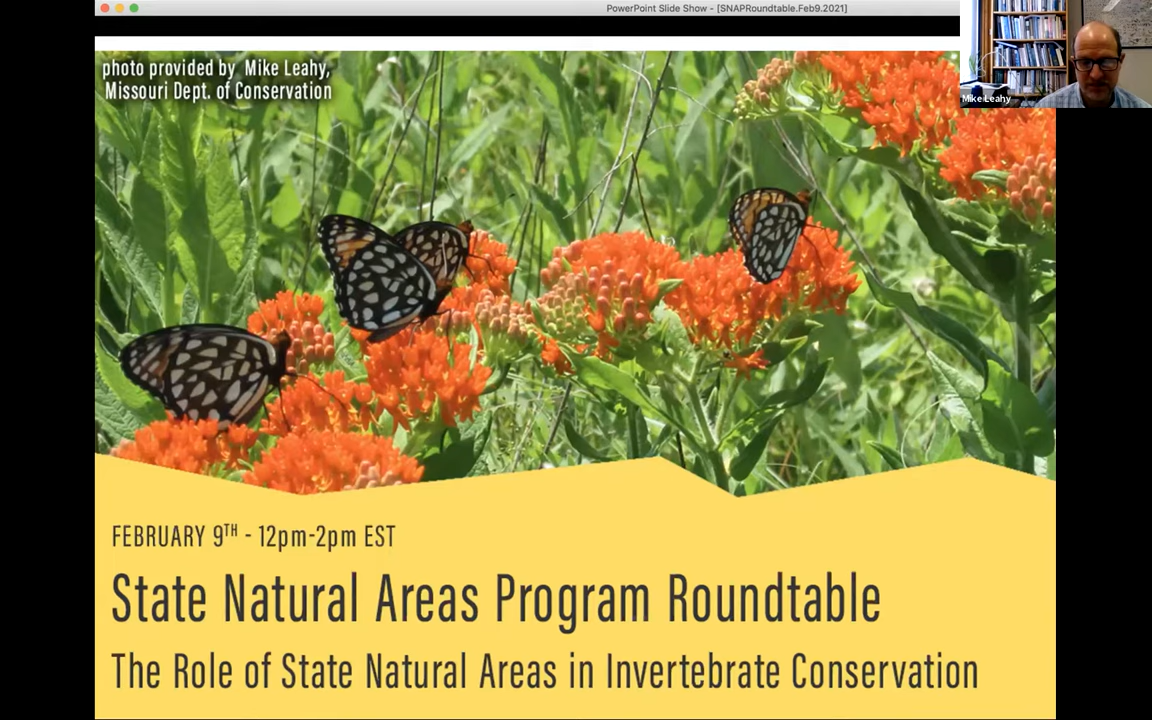 PowerPoint Slide Show - [SNAPRoundtable.Feb9.2021]
photo provided by Mike Leahy,
Missouri Dept. of Conservation
Mike Leahy
FEBRUARY 9TH - 12pm-2pm EST
State Natural Areas Program Roundtable
The Role of State Natural Areas in Invertebrate Conservation